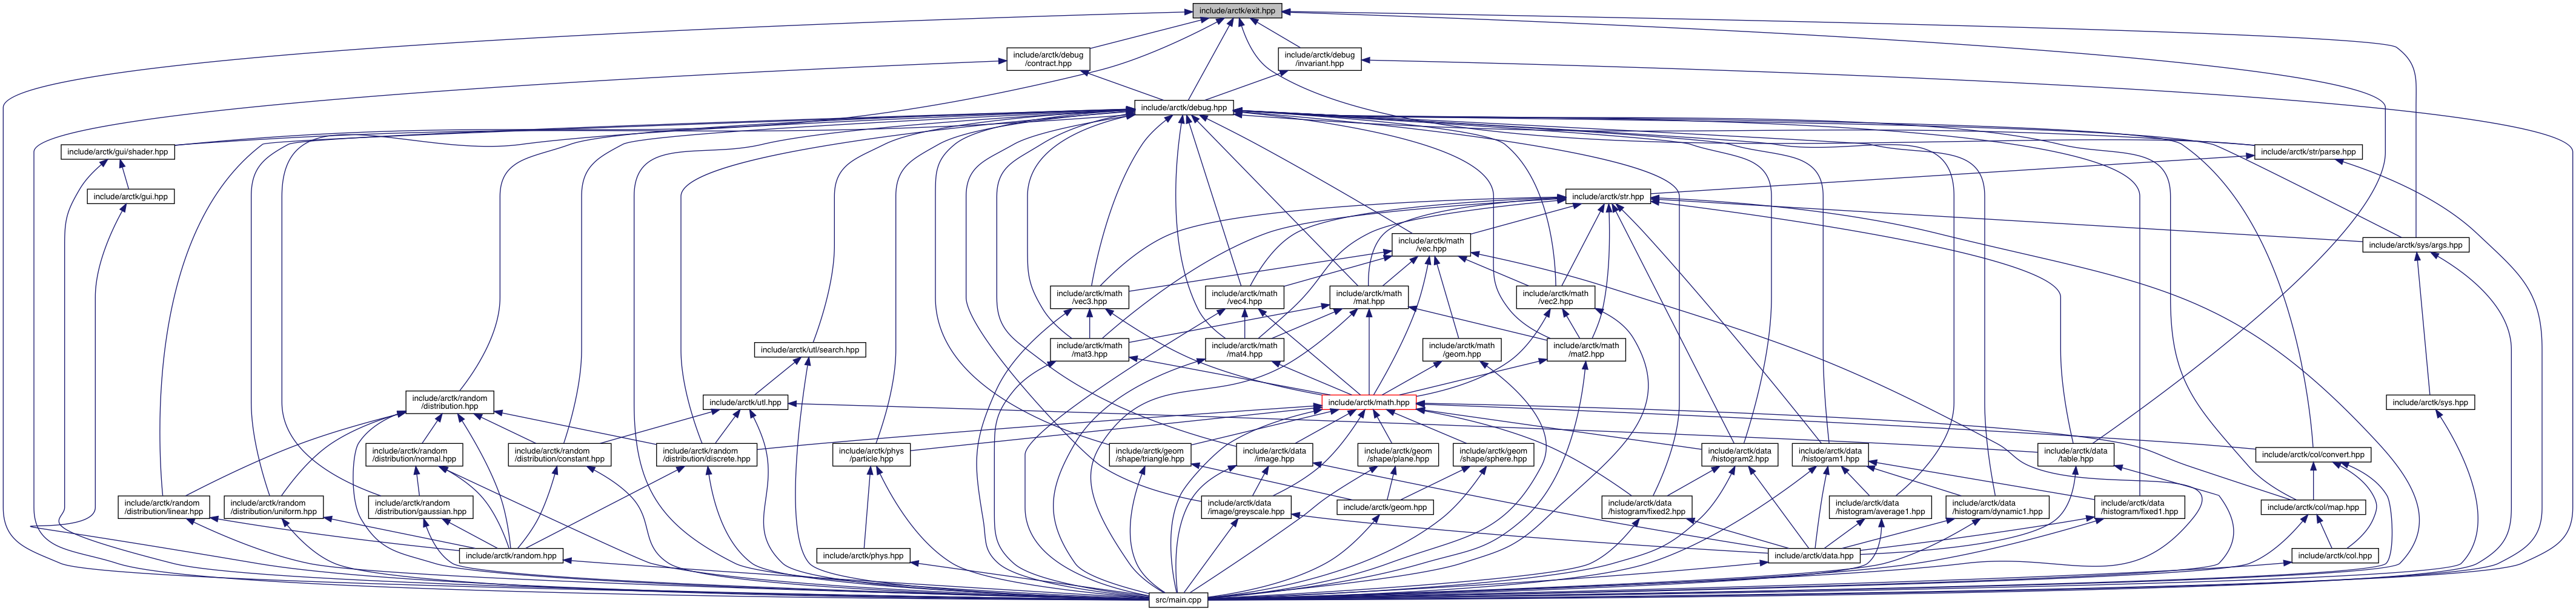 include/arctk/exit.hpp
include/arctk/debug
/contract.hpp
include/arctk/debug
/invariant.hpp
include/arctk/debug.hpp
include/arctk/gui/shader.hpp
include/arctk/str/parse.hpp
include/arctk/gui.hpp
include/arctk/str.hpp
include/arctk/math
/vec.hpp
include/arctk/sys/args.hpp
include/arctk/math
/vec3.hpp
include/arctk/math
/vec4.hpp
include/arctk/math
/mat.hpp
include/arctk/math
/vec2.hpp
include/arctk/utl/search.hpp
include/arctk/math
/mat3.hpp
include/arctk/math
/mat4.hpp
include/arctk/math
/geom.hpp
include/arctk/math
/mat2.hpp
include/arctk/random
/distribution.hpp
include/arctk/utl.hpp
include/arctk/math.hpp
include/arctk/sys.hpp
include/arctk/random
/distribution/normal.hpp
include/arctk/random
/distribution/constant.hpp
include/arctk/random
/distribution/discrete.hpp
include/arctk/phys
/particle.hpp
include/arctk/geom
/shape/triangle.hpp
include/arctk/data
/image.hpp
include/arctk/geom
/shape/plane.hpp
include/arctk/geom
/shape/sphere.hpp
include/arctk/data
/histogram2.hpp
include/arctk/data
/histogram1.hpp
include/arctk/data
/table.hpp
include/arctk/col/convert.hpp
include/arctk/random
/distribution/linear.hpp
include/arctk/random
/distribution/uniform.hpp
include/arctk/random
/distribution/gaussian.hpp
include/arctk/data
/image/greyscale.hpp
include/arctk/geom.hpp
include/arctk/data
/histogram/fixed2.hpp
include/arctk/data
/histogram/average1.hpp
include/arctk/data
/histogram/dynamic1.hpp
include/arctk/data
/histogram/fixed1.hpp
include/arctk/col/map.hpp
include/arctk/random.hpp
include/arctk/phys.hpp
include/arctk/data.hpp
include/arctk/col.hpp
src/main.cpp